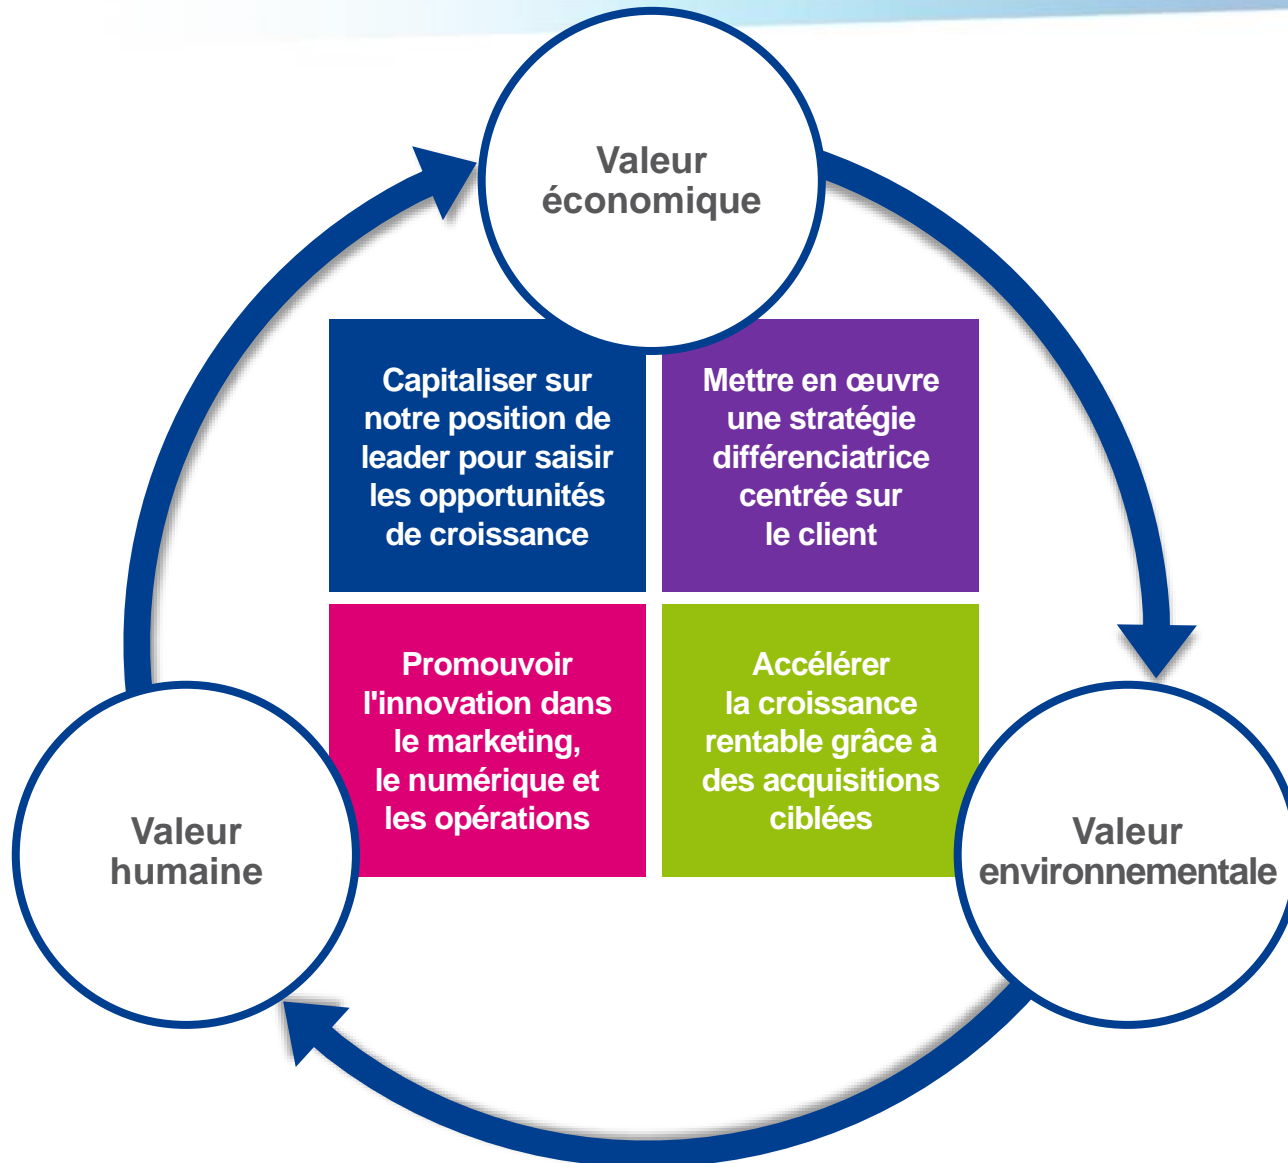 Valeur
économique
Capitaliser sur
notre position de
leader pour saisir
les opportunités
de croissance
Mettre en œuvre
une stratégie
différenciatrice
centrée sur
le client
Promouvoir
l'innovation dans
le marketing,
le numérique et
les opérations
Accélérer
la croissance
rentable grâce à
des acquisitions
ciblées
Valeur
humaine
Valeur
environnementale